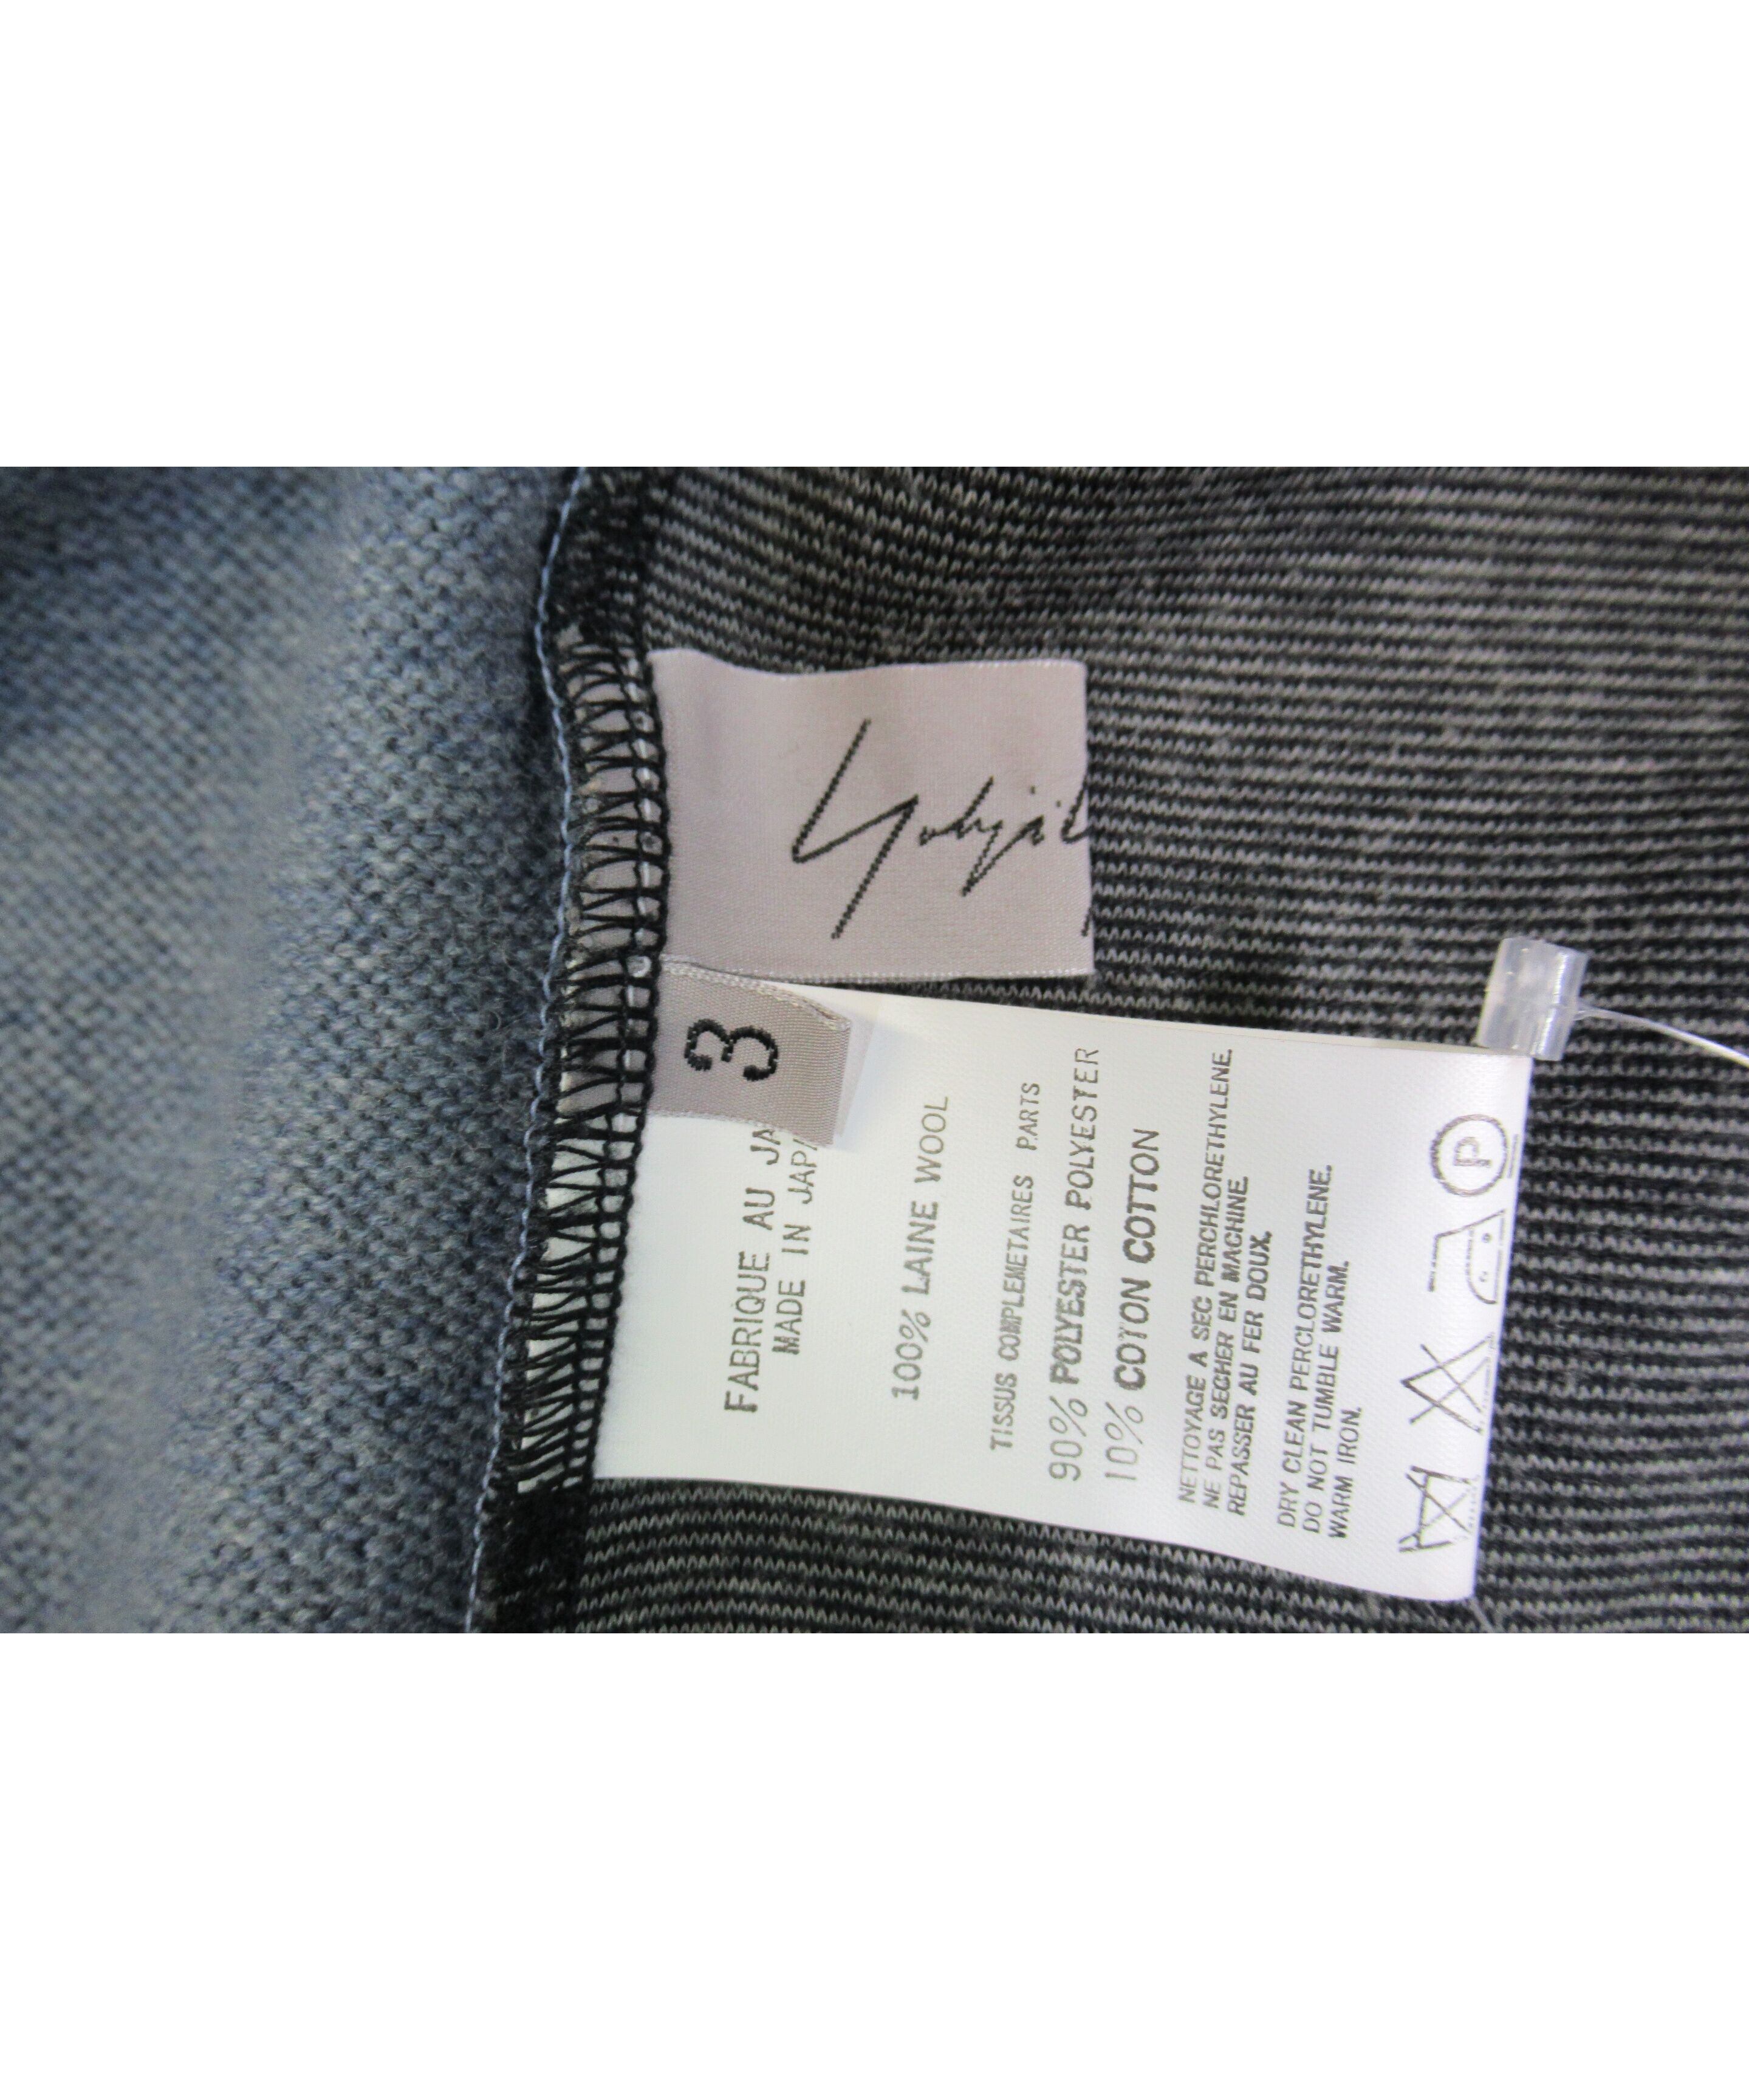 Yohji
3
FABRIQUE AU JA
MADE IN JAPA
100% LAINE WOOL
TISSUS COMPLEMETAIRES PARTS
90% POLYESTER POLYESTER
10% COTON COTTON
NETTOYAGE A SEC PERCHLORETHYLENE.
NE PAS SECHER EN MACHINE.
REPASSER AU FER DOUX.
DRY CLEAN PERCLORETHYLENE.
DO NOT TUMBLE WARM.
WARM IRON.
P